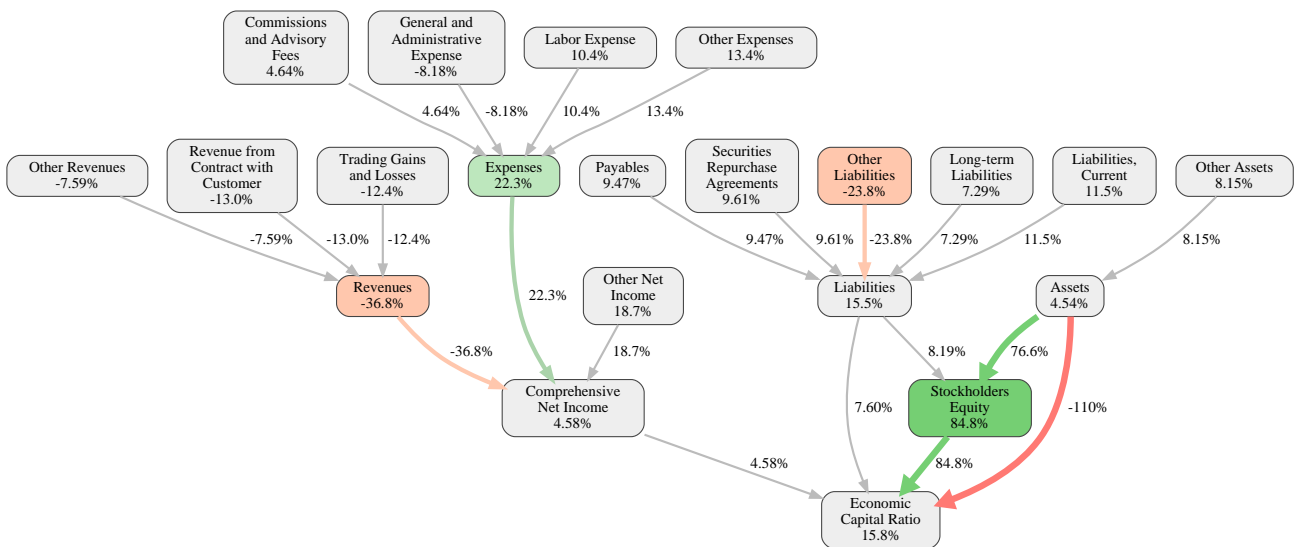 Commissions
and Advisory
Fees
4.64%
General and
Administrative
Expense
-8.18%
Labor Expense
10.4%
Other Expenses
13.4%
4.64%
-8.18%
10.4%
13.4%
Other Revenues
-7.59%
Revenue from
Contract with
Customer
-13.0%
Trading Gains
and Losses
-12.4%
Expenses
22.3%
Payables
9.47%
Securities
Repurchase
Agreements
9.61%
Other
Liabilities
-23.8%
Long-term
Liabilities
7.29%
Liabilities,
Current
11.5%
Other Assets
8.15%
-7.59%
-13.0%
-12.4%
9.47%
9.61%
-23.8%
7.29%
11.5%
8.15%
Revenues
-36.8%
22.3%
Other Net
Income
18.7%
Liabilities
15.5%
Assets
4.54%
-36.8%
18.7%
8.19%
76.6%
Comprehensive
Net Income
4.58%
7.60%
Stockholders
Equity
84.8%
-110%
4.58%
84.8%
Economic
Capital Ratio
15.8%